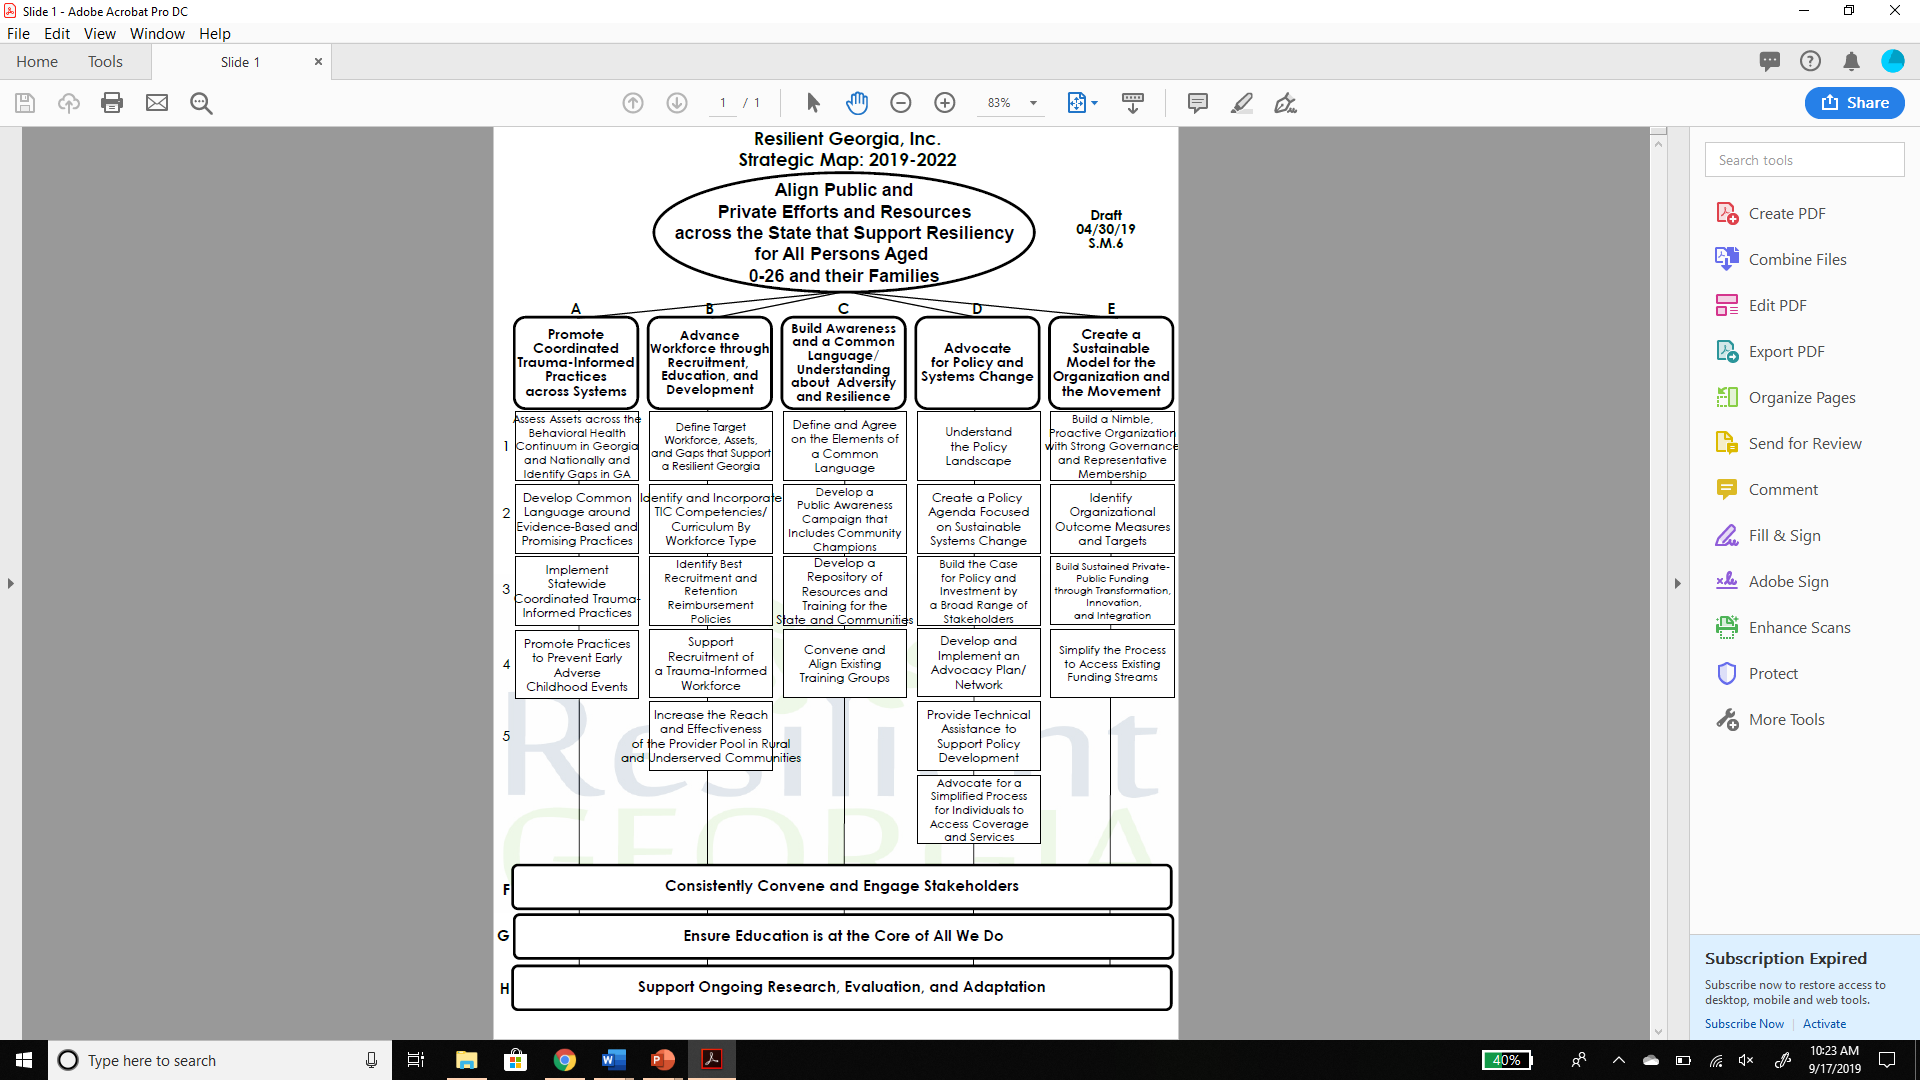 Slide 1 - Adobe Acrobat Pro DC
File Edit View Window Help
Home Tools Slide 1
1 / 1 83% Share
Resilient Georgia, Inc.
Strategic Map: 2019-2022
Align Public and
Private Efforts and Resources
across the State that Support Resiliency
for All Persons Aged
0-26 and their Families
Draft
04/30/19
S.M.6
A
Promote
Coordinated
Trauma-Informed
Practices
across Systems
B
Advance
Workforce through
Recruitment,
Education, and
Development
C
Build Awareness
and a Common
Language/
Understanding
about Adversity
and Resilience
D
Advocate
for Policy and
Systems Change
E
Create a
Sustainable
Model for the
Organization and
the Movement
1
Assess Assets across the
Behavioral Health
Continuum in Georgia
and Nationally and
Identify Gaps in GA
Define Target
Workforce, Assets,
and Gaps that Support
a Resilient Georgia
Define and Agree
on the Elements of
a Common
Language
Understand
the Policy
Landscape
Build a Nimble,
Proactive Organization
with Strong Governance
and Representative
Membership
2
Develop Common
Language around
Evidence-Based and
Promising Practices
Identify and Incorporate
TIC Competencies/
Curriculum By
Workforce Type
Develop a
Public Awareness
Campaign that
Includes Community
Champions
Create a Policy
Agenda Focused
on Sustainable
Systems Change
Identify
Organizational
Outcome Measures
and Targets
3
Implement
Statewide
Coordinated Trauma-
Informed Practices
Identify Best
Recruitment and
Retention
Reimbursement
Policies
Develop a
Repository of
Resources and
Training for the
State and Communities
Build the Case
for Policy and
Investment by
a Broad Range of
Stakeholders
Build Sustained Private-
Public Funding
through Transformation,
Innovation,
and Integration
4
Promote Practices
to Prevent Early
Adverse
Childhood Events
Support
Recruitment of
a Trauma-Informed
Workforce
Convene and
Align Existing
Training Groups
Develop and
Implement an
Advocacy Plan/
Network
Simplify the Process
to Access Existing
Funding Streams
5
Increase the Reach
and Effectiveness
of the Provider Pool in Rural
and Underserved Communities
Provide Technical
Assistance to
Support Policy
Development
Advocate for a
Simplified Process
for Individuals to
Access Coverage
and Services
Resilient
GEORGIA
F Consistently Convene and Engage Stakeholders
G Ensure Education is at the Core of All We Do
H Support Ongoing Research, Evaluation, and Adaptation
Search tools
Create PDF
Combine Files
Edit PDF
Export PDF
Organize Pages
Send for Review
Comment
Fill & Sign
Adobe Sign
Enhance Scans
Protect
More Tools
Subscription Expired
Subscribe now to restore access to
desktop, mobile and web tools.
Subscribe Now | Activate
Type here to search
40%
10:23 AM
9/17/2019